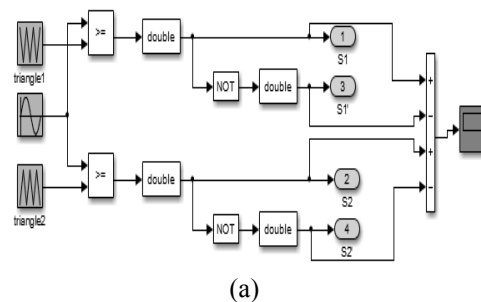 >=
double
1
S1
triangle1
NOT
double
3
S1'
+
-
+
-
>=
double
2
S2
triangle2
NOT
double
4
S2
(a)